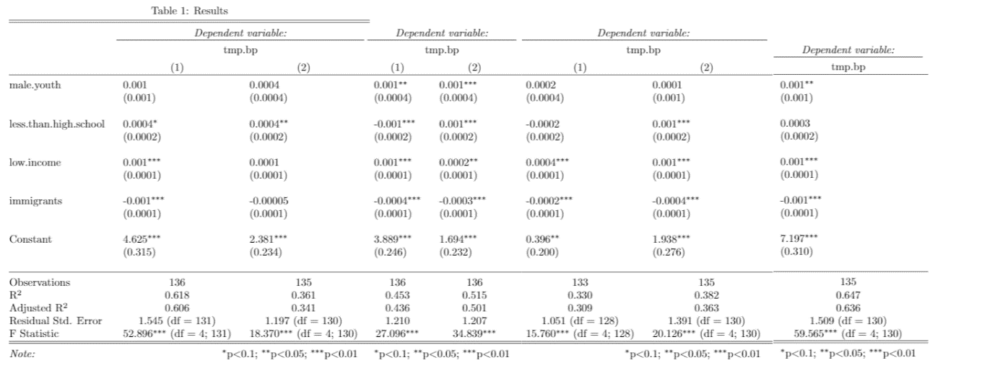 Table 1: Results
Dependent variable: Dependent variable: Dependent variable:
tmp.bp tmp.bp tmp.bp Dependent variable:
(1) (2) (1) (2) (1) (2) tmp.bp
male.youth 0.001 0.0004 0.001** 0.001*** 0.0002 0.0001 0.001**
(0.001) (0.0004) (0.0004) (0.0004) (0.0004) (0.001) (0.001)
less.than.high.school 0.0004* 0.0004** -0.001*** 0.001*** -0.0002 0.001*** 0.0003
(0.0002) (0.0002) (0.0002) (0.0002) (0.0002) (0.0002) (0.0002)
low.income 0.001*** 0.0001 0.001*** 0.0002** 0.0004*** 0.001*** 0.001***
(0.0001) (0.0001) (0.0001) (0.0001) (0.0001) (0.0001) (0.0001)
immigrants -0.001*** -0.00005 -0.0004*** -0.0003*** -0.0002*** -0.0004*** -0.001***
(0.0001) (0.0001) (0.0001) (0.0001) (0.0001) (0.0001) (0.0001)
Constant 4.625*** 2.381*** 3.889*** 1.694*** 0.396** 1.938*** 7.197***
(0.315) (0.234) (0.246) (0.232) (0.200) (0.276) (0.310)
Observations 136 135 136 136 133 135 135
R² 0.618 0.361 0.453 0.515 0.330 0.382 0.647
Adjusted R² 0.606 0.341 0.436 0.501 0.309 0.363 0.636
Residual Std. Error 1.545 (df = 131) 1.197 (df = 130) 1.210 1.207 1.051 (df = 128) 1.391 (df = 130) 1.509 (df = 130)
F Statistic 52.896*** (df = 4; 131) 18.370*** (df = 4; 130) 27.096*** 34.839*** 15.760*** (df = 4; 128) 20.126*** (df = 4; 130) 59.565*** (df = 4; 130)
Note: *p<0.1; **p<0.05; ***p<0.01 *p<0.1; **p<0.05; ***p<0.01 *p<0.1; **p<0.05; ***p<0.01 *p<0.1; **p<0.05; ***p<0.01